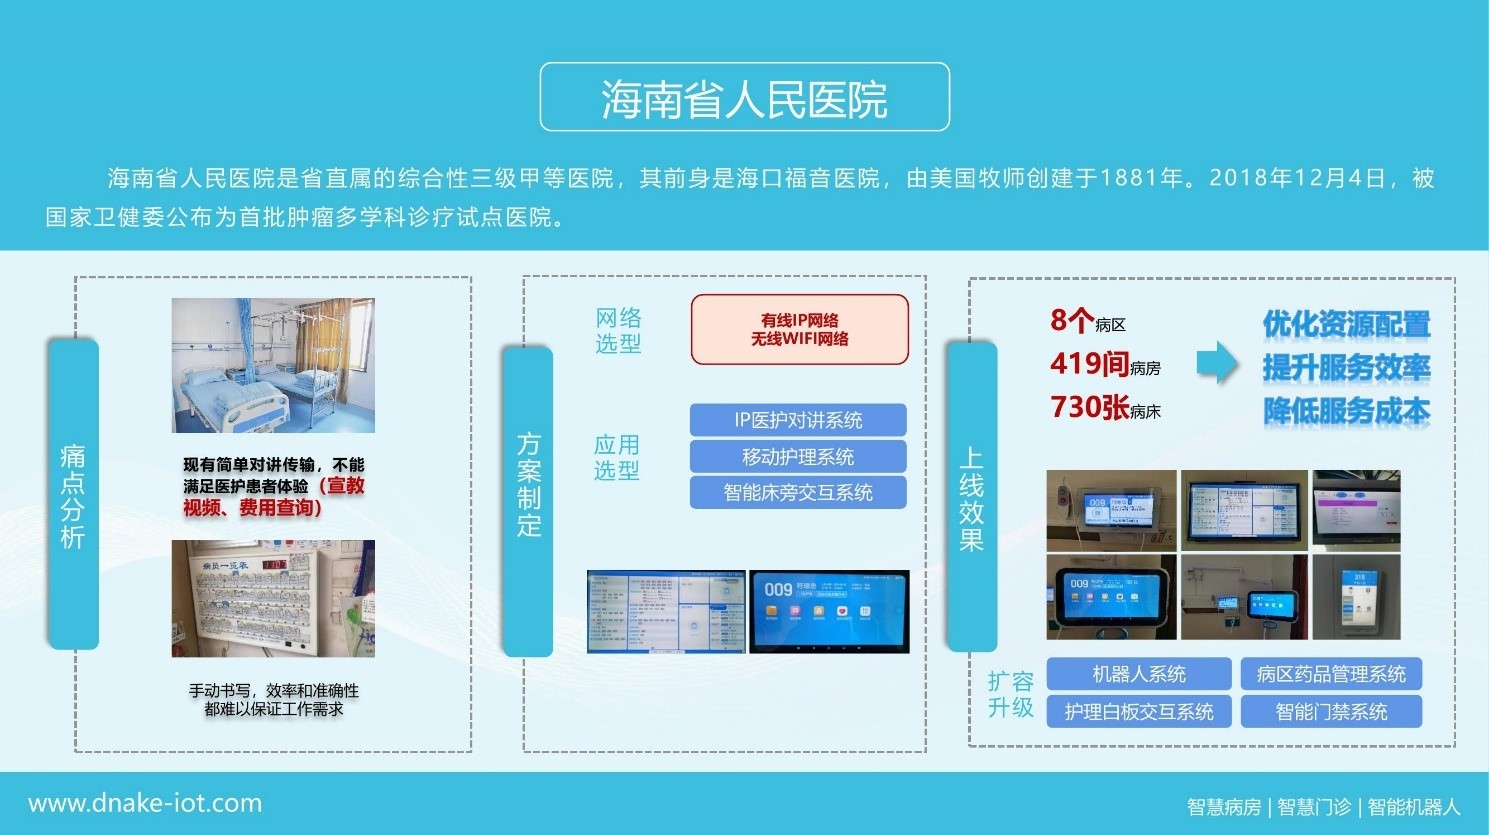 海南省人民医院
海南省人民医院是省直属的综合性三级甲等医院，其前身是海口福音医院，由美国牧师创建于1881年。2018年12月4日，被
国家卫健委公布为首批肿瘤多学科诊疗试点医院。
痛点分析
现有简单对讲传输，不能
满足医护患者体验（宣教
视频、费用查询）
病员一览表
手动书写，效率和准确性
都难以保证工作需求
方案制定
网络
选型
有线IP网络
无线WIFI网络
应用
选型
IP医护对讲系统
移动护理系统
智能床旁交互系统
009
上线效果
8个病区
419间病房
730张病床
优化资源配置
提升服务效率
降低服务成本
009
009
319
扩容
升级
机器人系统
病区药品管理系统
护理白板交互系统
智能门禁系统
www.dnake-iot.com
智慧病房 | 智慧门诊 | 智能机器人